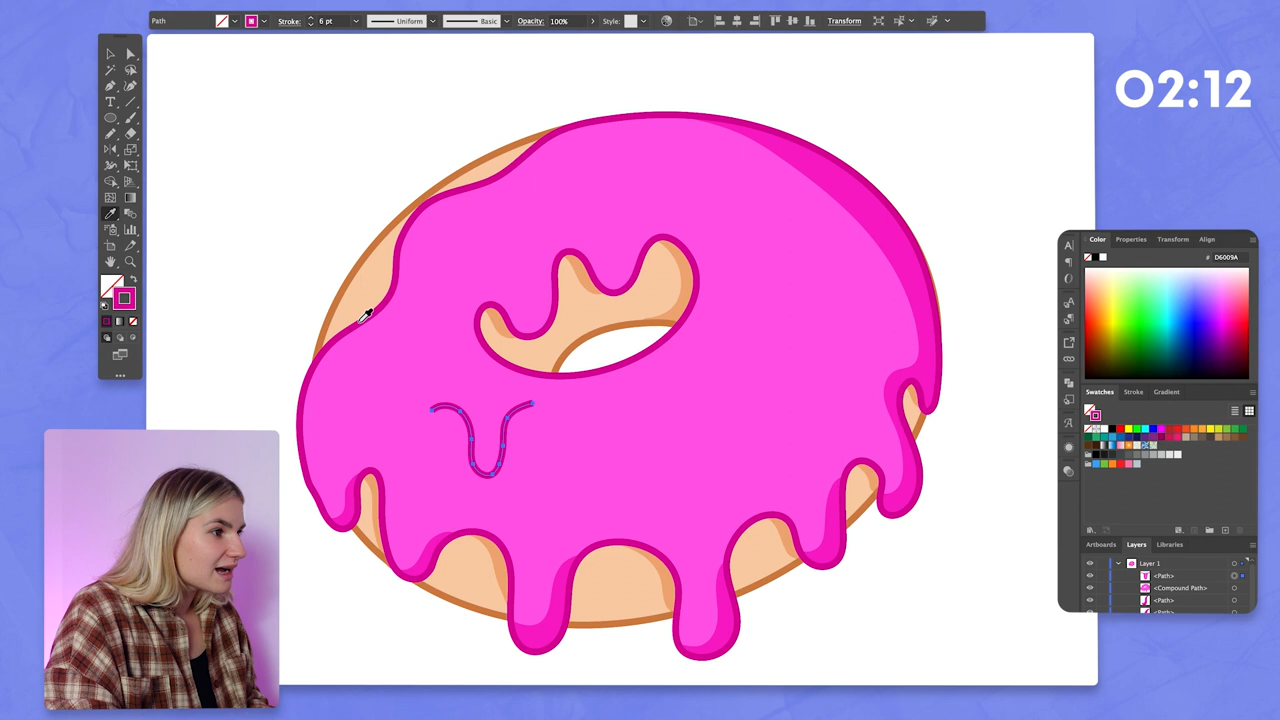 Path
Stroke:
6 pt
Uniform
Basic
Opacity:
100%
Style:
Transform
02:12
Color
Properties
Transform
Align
# D6009A
Swatches
Stroke
Gradient
Artboards
Layers
Libraries
Layer 1
<Path>
<Compound Path>
<Path>